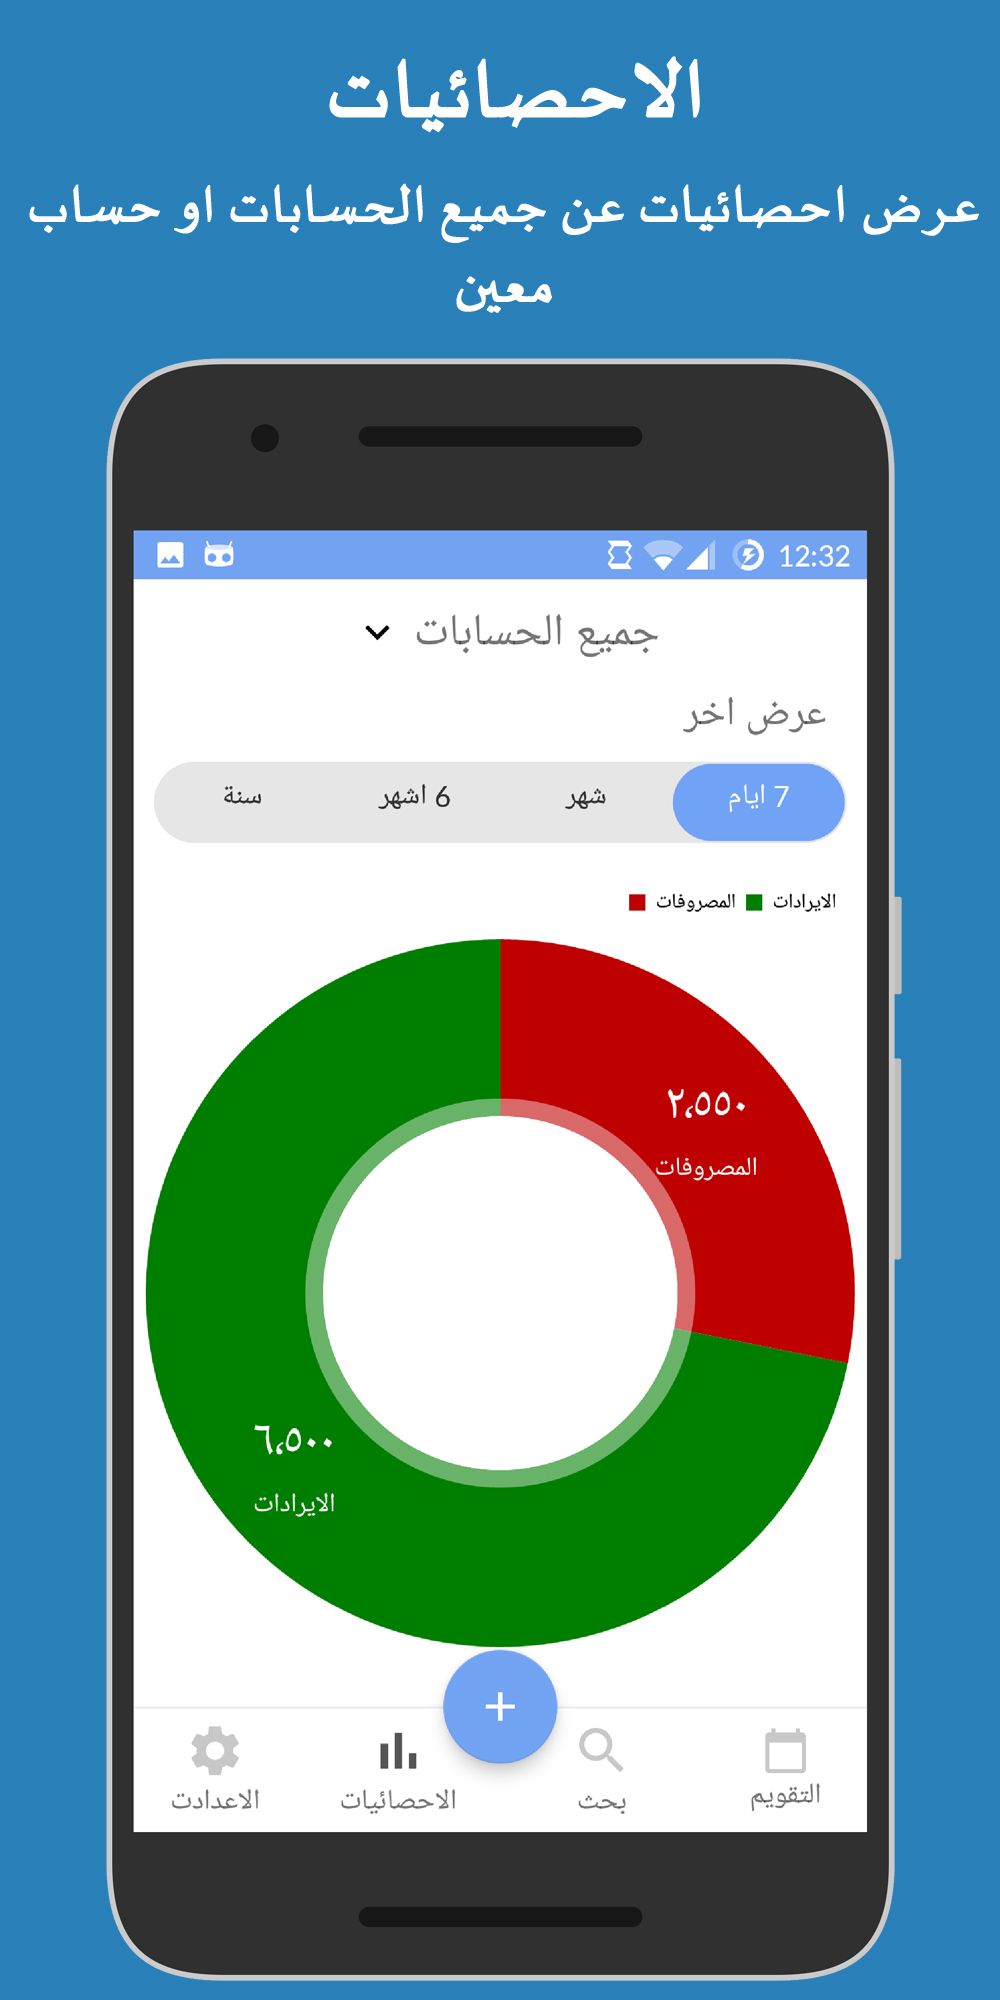 الاحصائيات
عرض احصائيات عن جميع الحسابات او حساب
معين
12:32
جميع الحسابات
عرض اخر
7 ايام
شهر
6 اشهر
سنة
الايرادات
المصروفات
٢،٥٥٠
المصروفات
٦،٥٠٠
الايرادات
+
التقويم
بحث
الاحصائيات
الاعدادت